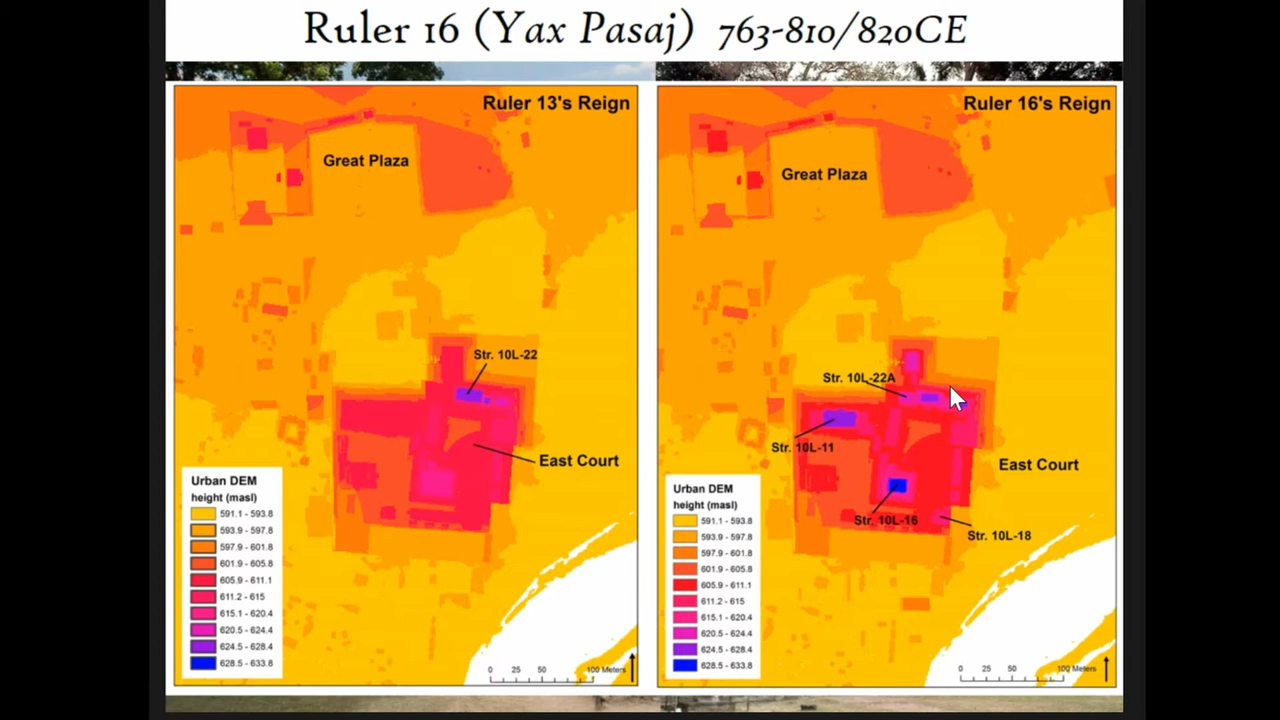 Ruler 16 (Yax Pasaj) 763-810/820CE
Ruler 13's Reign
Great Plaza
Str. 10L-22
East Court
Urban DEM
height (masl)
591.1 - 593.8
593.9 - 597.8
597.9 - 601.8
601.9 - 605.8
605.9 - 611.1
611.2 - 615
615.1 - 620.4
620.5 - 624.4
624.5 - 628.4
628.5 - 633.8
0 25 50 100 Meters
Ruler 16's Reign
Great Plaza
Str. 10L-22A
Str. 10L-11
East Court
Str. 10L-16
Str. 10L-18
Urban DEM
height (masl)
591.1 - 593.8
593.9 - 597.8
597.9 - 601.8
601.9 - 605.8
605.9 - 611.1
611.2 - 615
615.1 - 620.4
620.5 - 624.4
624.5 - 628.4
628.5 - 633.8
0 25 50 100 Meters